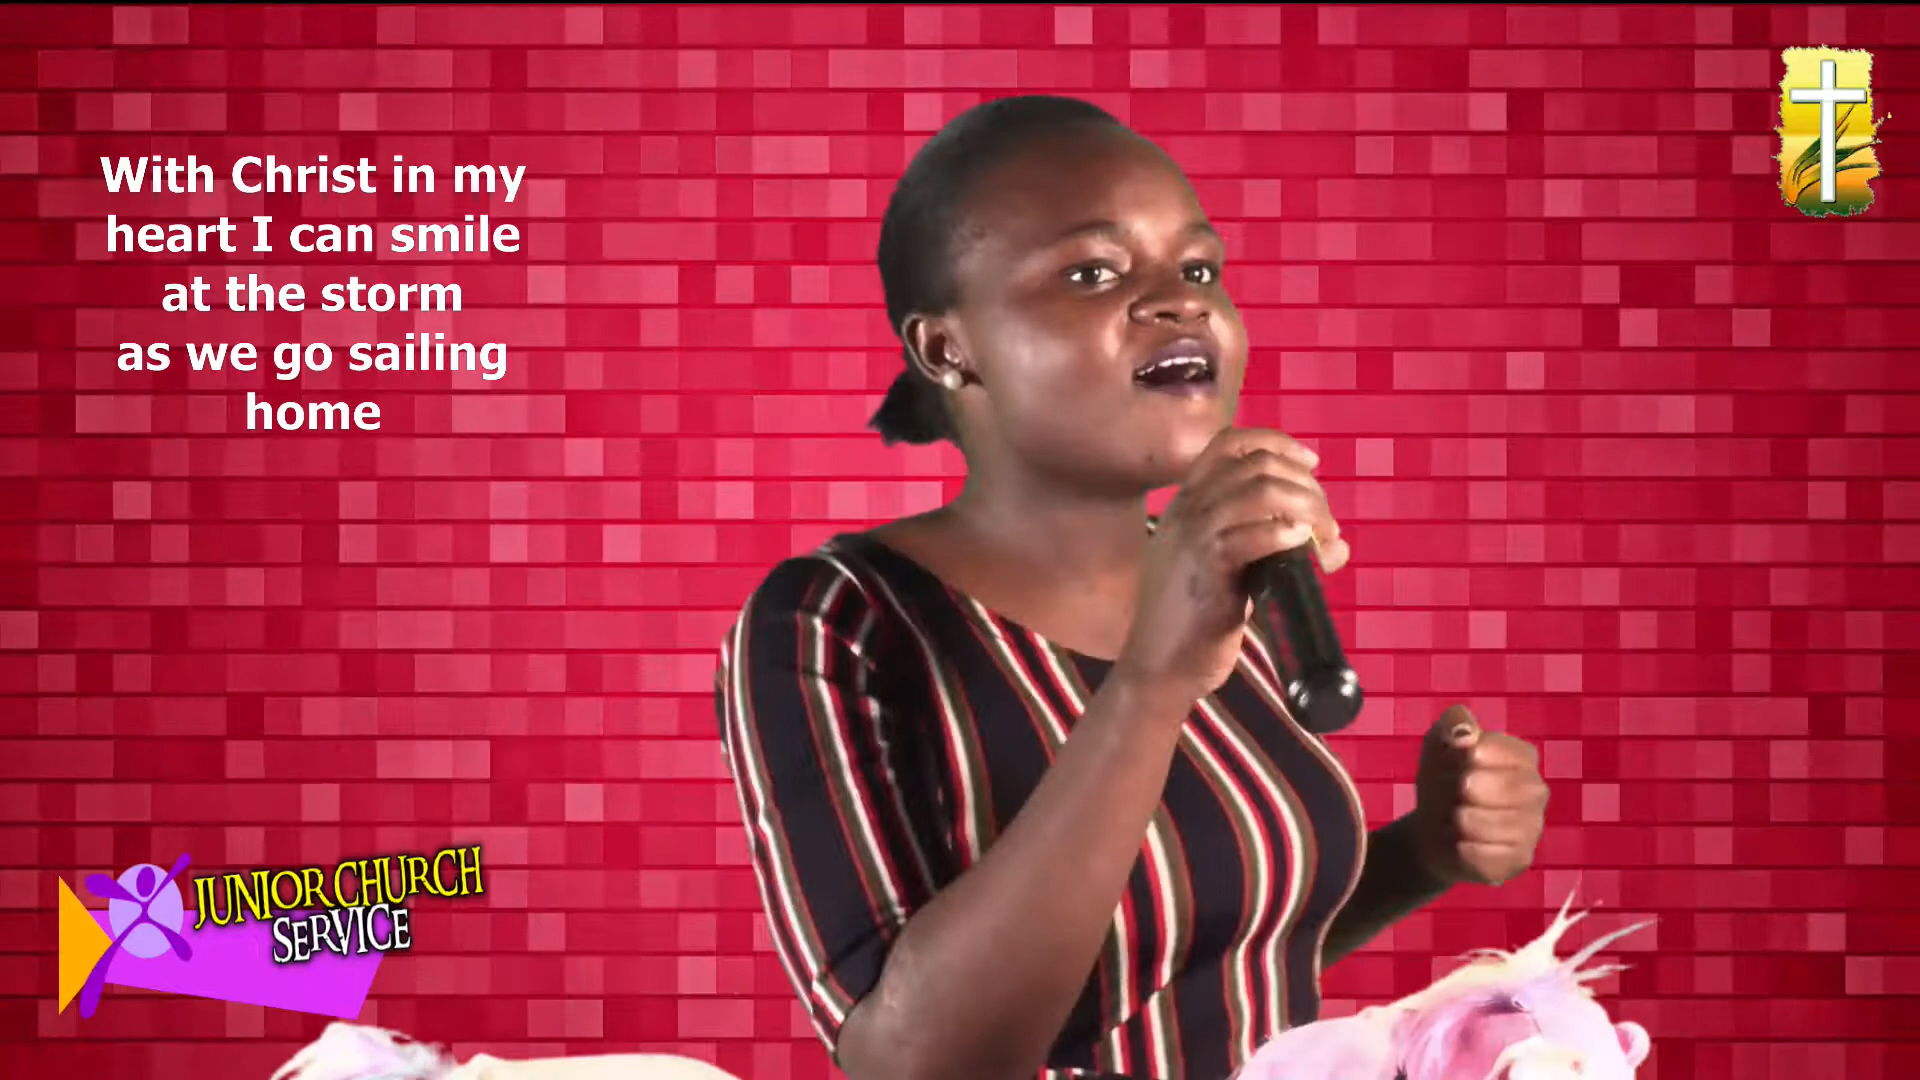 With Christ in my
heart I can smile
at the storm
as we go sailing
home
JUNIOR CHURCH
SERVICE